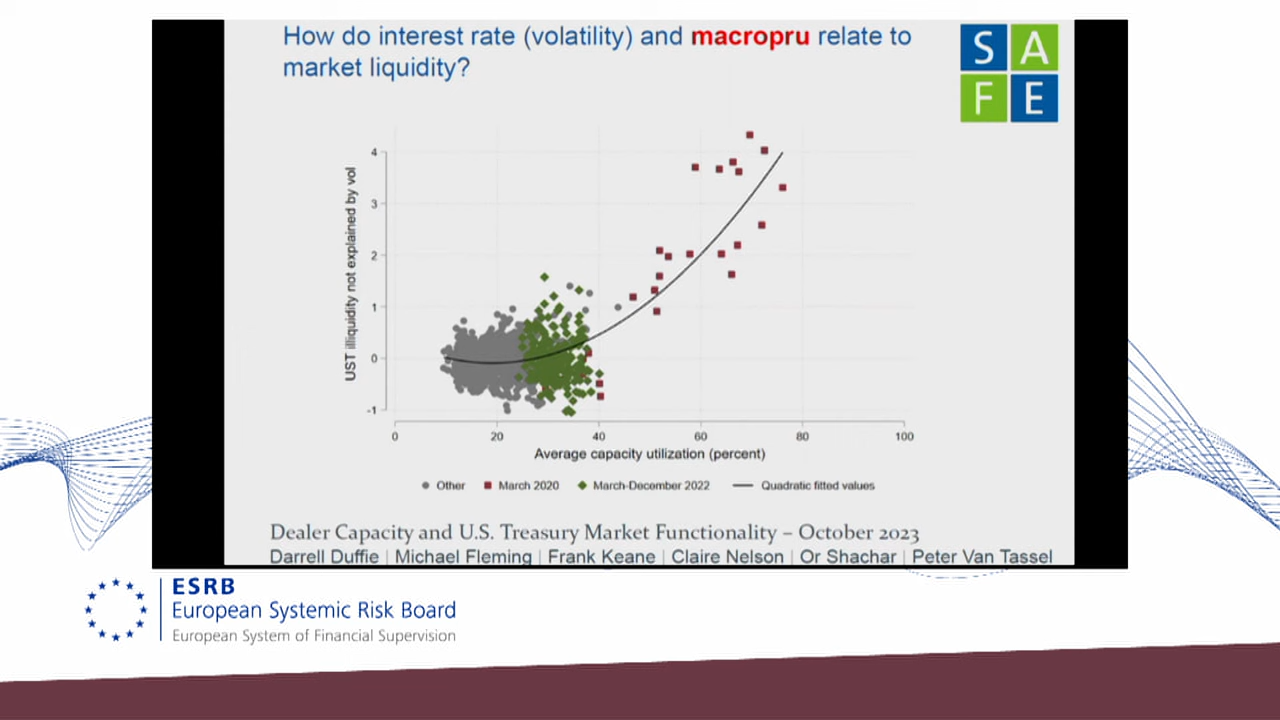 How do interest rate (volatility) and macropru relate to
market liquidity?
S A
F E
UST illiquidity not explained by vol
4
3
2
1
0
-1
0 20 40 60 80 100
Average capacity utilization (percent)
Other March 2020 March-December 2022 Quadratic fitted values
Dealer Capacity and U.S. Treasury Market Functionality – October 2023
Darrell Duffie | Michael Fleming | Frank Keane | Claire Nelson | Or Shachar | Peter Van Tassel
ESRB
European Systemic Risk Board
European System of Financial Supervision